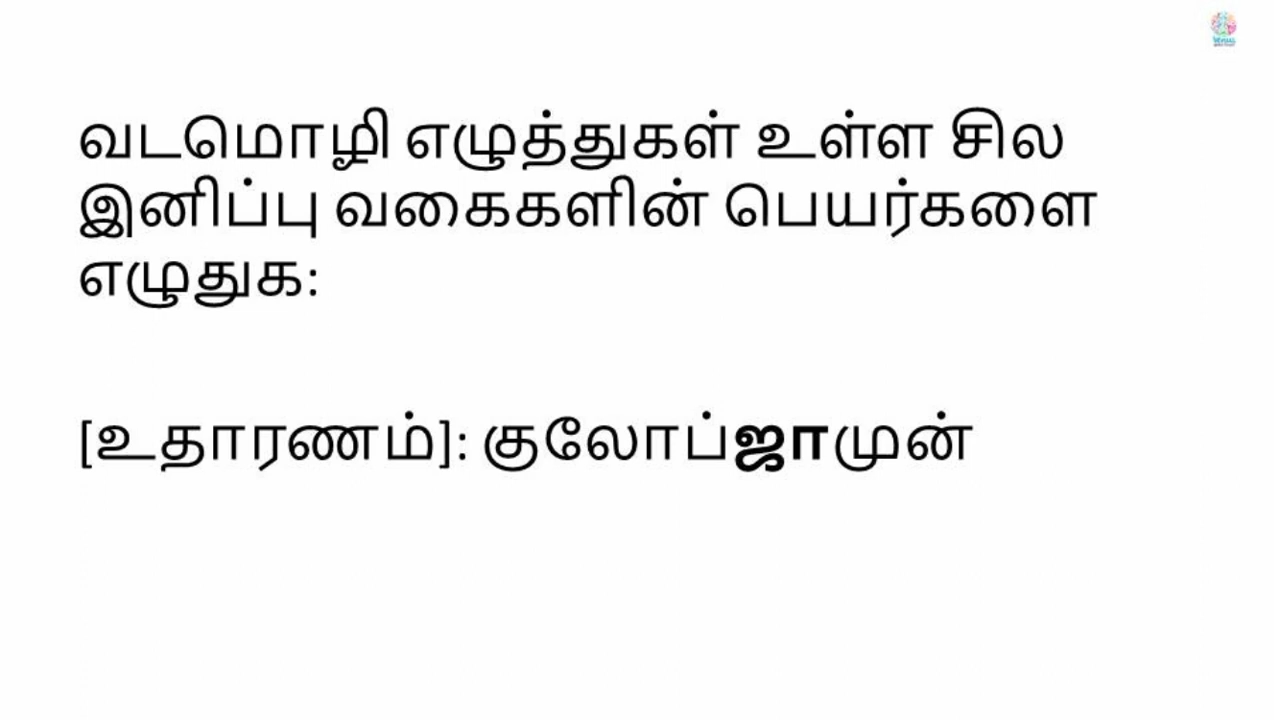 வடமொழி எழுத்துகள் உள்ள சில
இனிப்பு வகைகளின் பெயர்களை
எழுதுக:
[உதாரணம்]: குலோப்ஜாமுன்